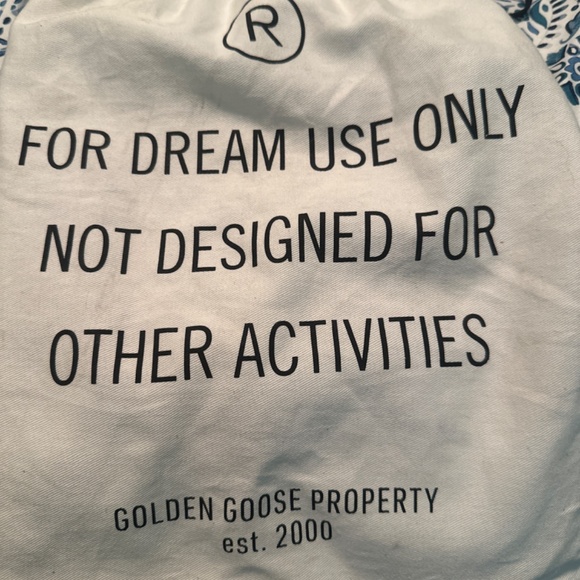 R
FOR DREAM USE ONLY
NOT DESIGNED FOR
OTHER ACTIVITIES
GOLDEN GOOSE PROPERTY
est. 2000